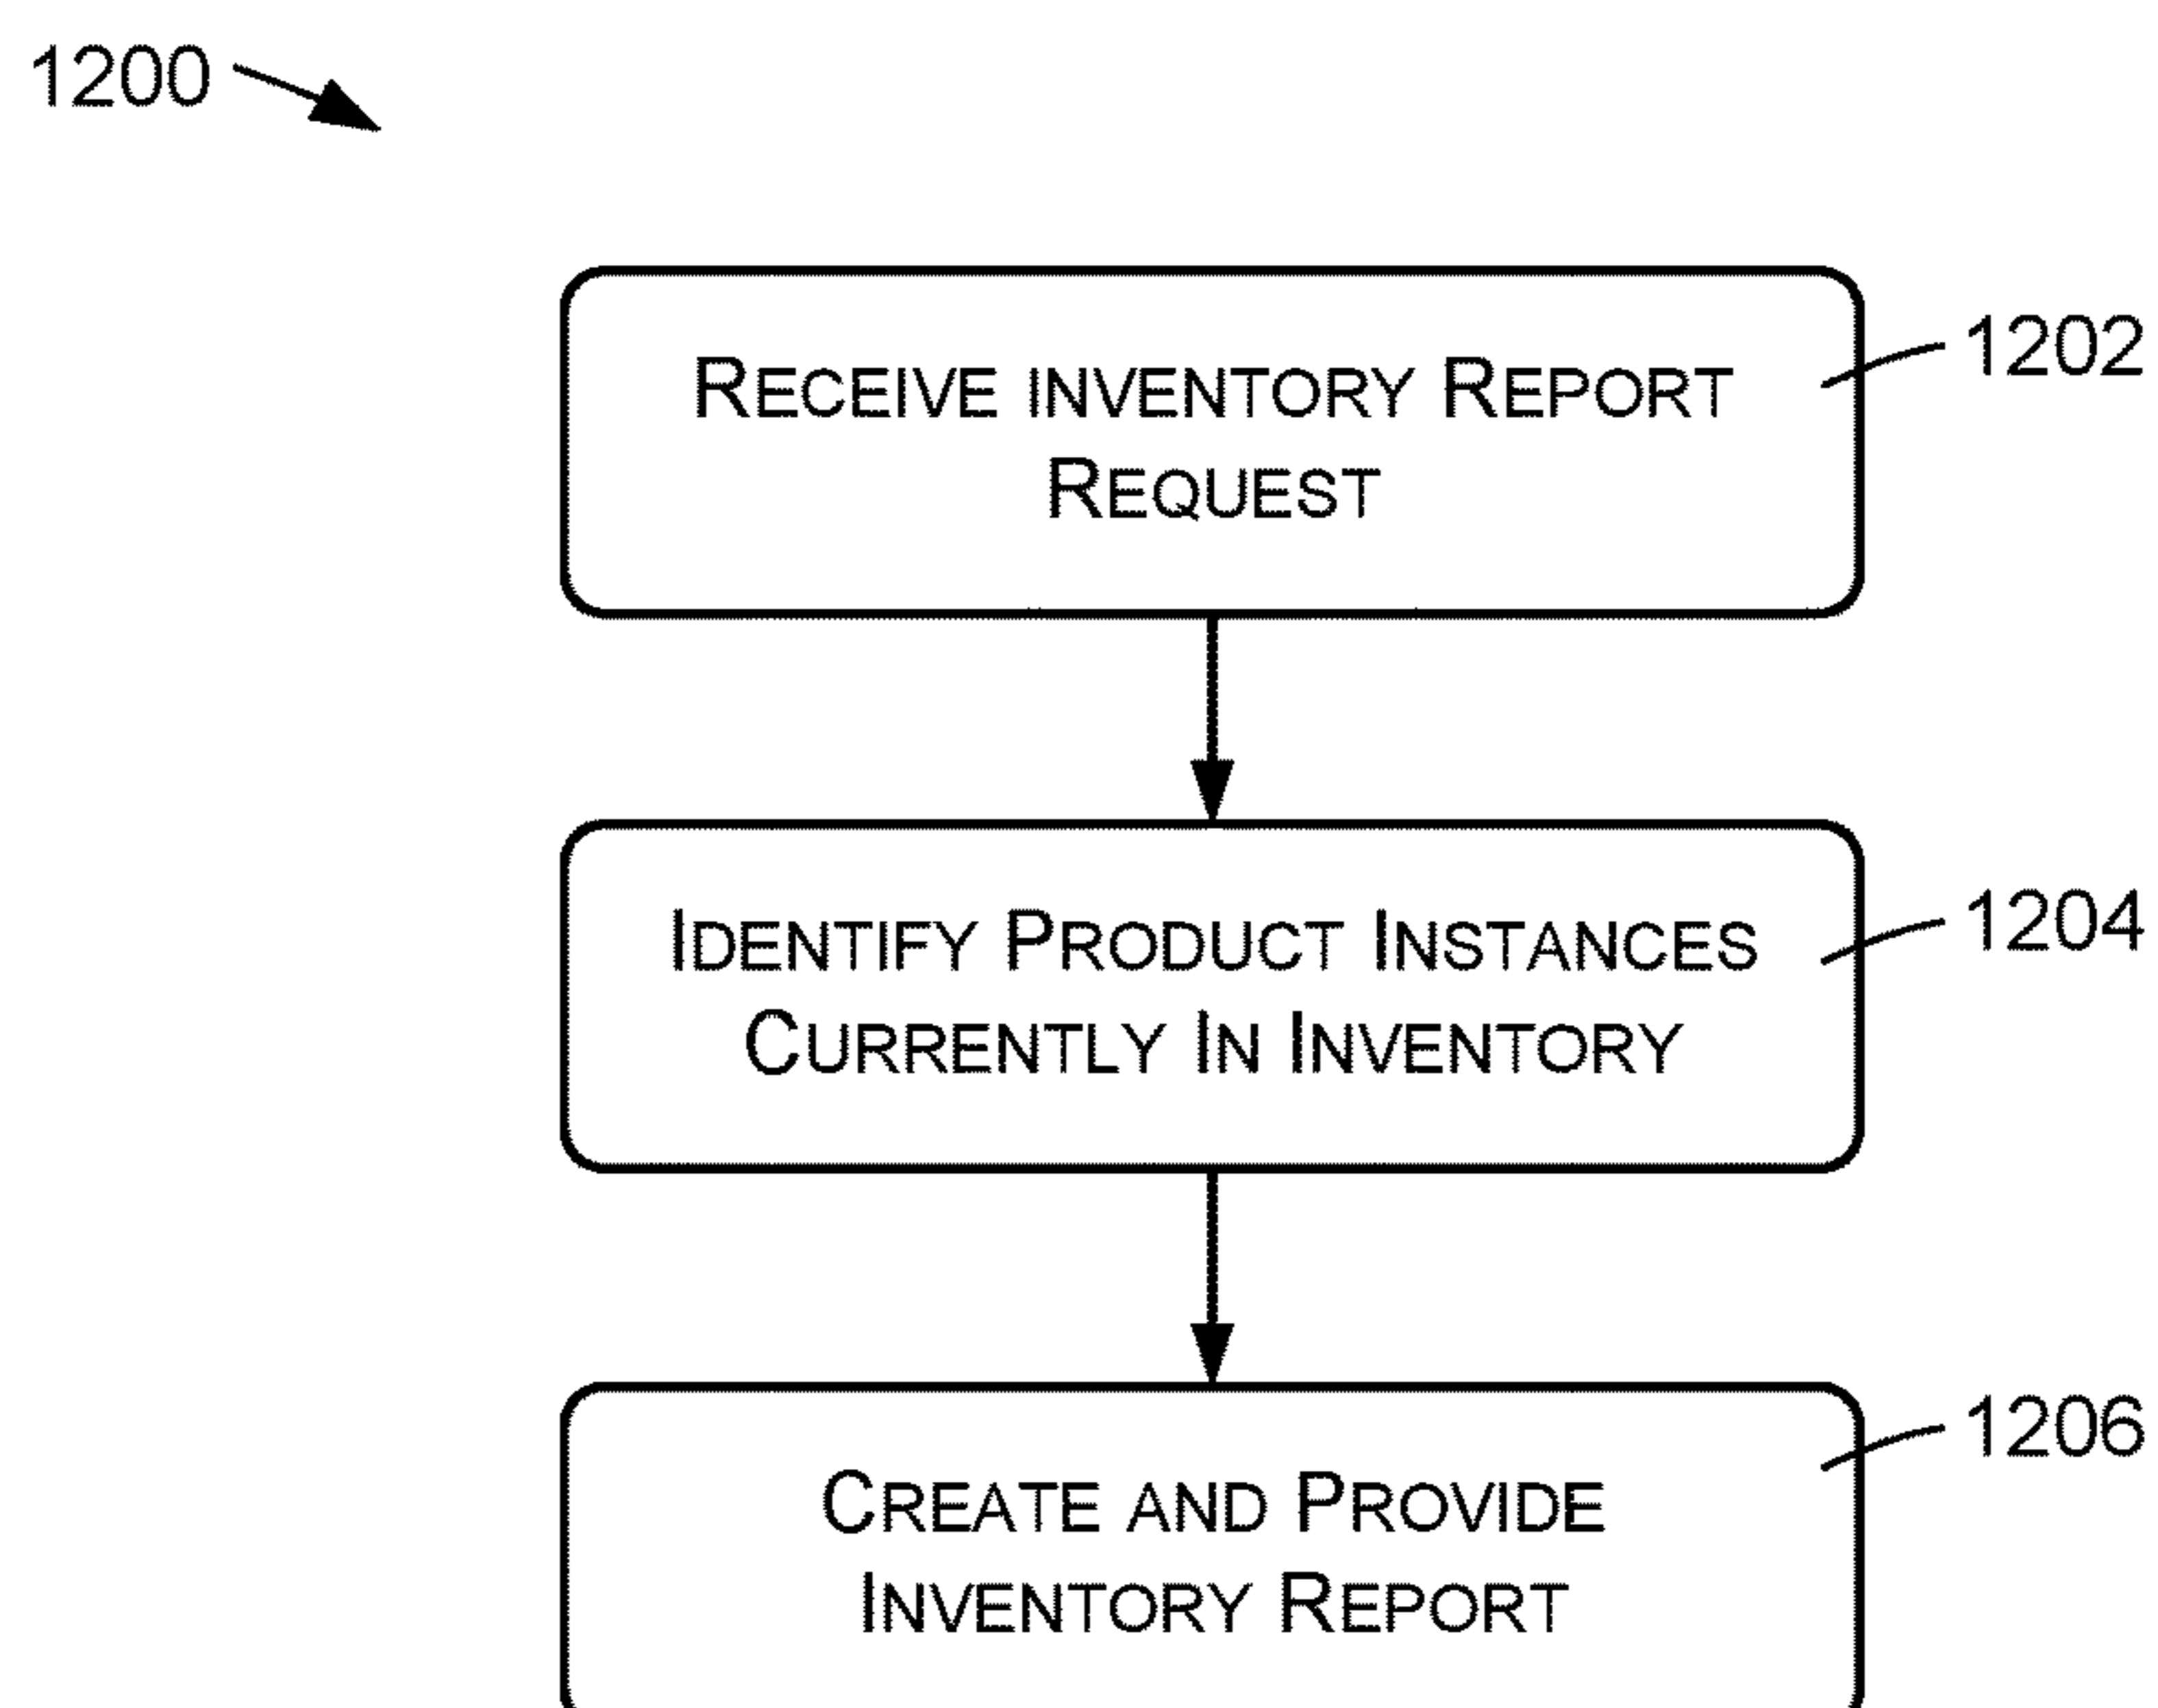 1200
RECEIVE INVENTORY REPORT
REQUEST
1202
IDENTIFY PRODUCT INSTANCES
CURRENTLY IN INVENTORY
1204
CREATE AND PROVIDE
INVENTORY REPORT
1206